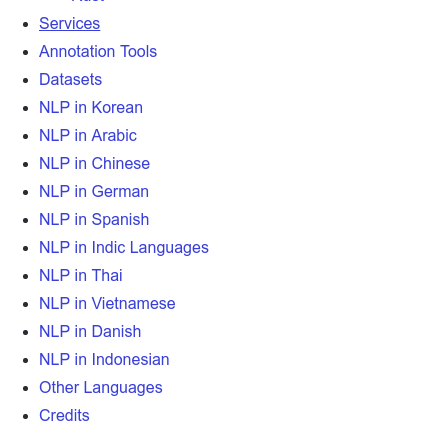 Services
Annotation Tools
Datasets
NLP in Korean
NLP in Arabic
NLP in Chinese
NLP in German
NLP in Spanish
NLP in Indic Languages
NLP in Thai
NLP in Vietnamese
NLP in Danish
NLP in Indonesian
Other Languages
Credits